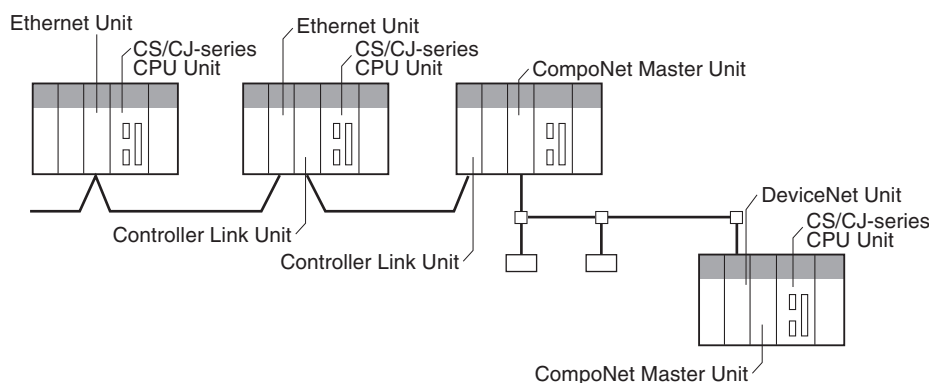 Ethernet Unit
CS/CJ-series
CPU Unit
Ethernet Unit
CS/CJ-series
CPU Unit
CompoNet Master Unit
Controller Link Unit
Controller Link Unit
DeviceNet Unit
CS/CJ-series
CPU Unit
CompoNet Master Unit